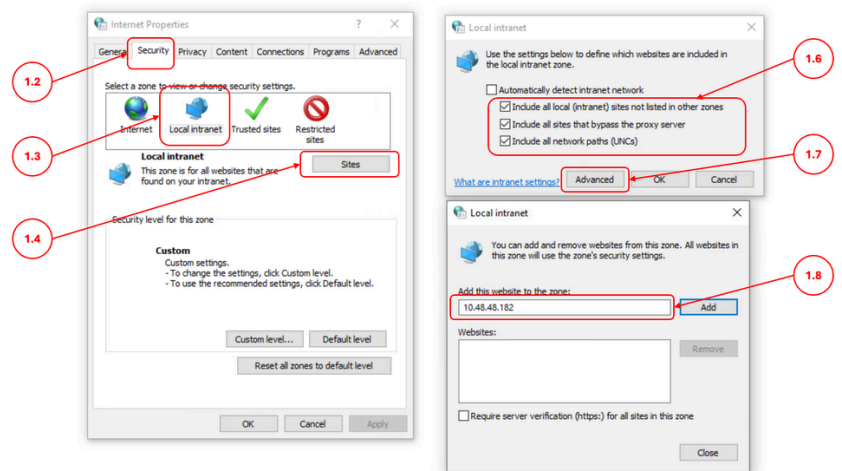 Internet Properties
General Security Privacy Content Connections Programs Advanced
Select a zone to view or change security settings.
Internet Local intranet Trusted sites Restricted sites
Local intranet
This zone is for all websites that are
found on your intranet.
Sites
Security level for this zone
Custom
Custom settings.
- To change the settings, click Custom level.
- To use the recommended settings, click Default level.
Custom level... Default level
Reset all zones to default level
OK Cancel Apply
1.2
1.3
1.4
Local intranet
Use the settings below to define which websites are included in
the local intranet zone.
Automatically detect intranet network
Include all local (intranet) sites not listed in other zones
Include all sites that bypass the proxy server
Include all network paths (UNCs)
What are intranet settings? Advanced OK Cancel
1.6
1.7
Local intranet
You can add and remove websites from this zone. All websites in
this zone will use the zone's security settings.
Add this website to the zone:
10.48.48.182 Add
Websites:
Remove
Require server verification (https:) for all sites in this zone
Close
1.8